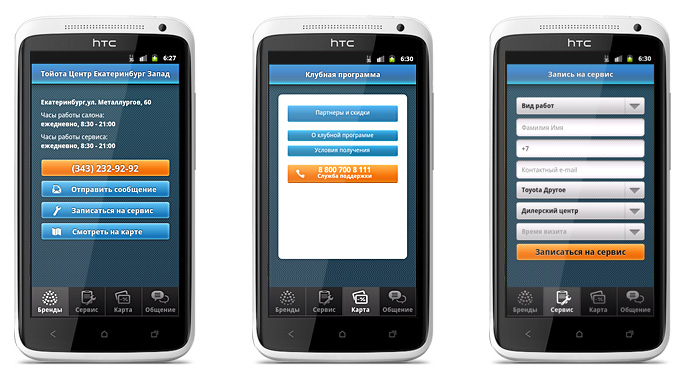 hTC
6:27
Тойота Центр Екатеринбург Запад
Екатеринбург,ул. Металлургов, 60
Часы работы салона:
ежедневно, 8:30 - 21:00
Часы работы сервиса:
ежедневно, 8:30 - 21:00
(343) 232-92-92
Отправить сообщение
Записаться на сервис
Смотреть на карте
Бренды
Сервис
Карта
Общение
hTC
6:30
Клубная программа
Партнеры и скидки
О клубной программе
Условия получения
8 800 700 8 111
Служба поддержки
Бренды
Сервис
Карта
Общение
hTC
6:30
Запись на сервис
Вид работ
Фамилия Имя
+7
Контактный e-mail
Toyota Другое
Дилерский центр
Время визита
Записаться на сервис
Бренды
Сервис
Карта
Общение